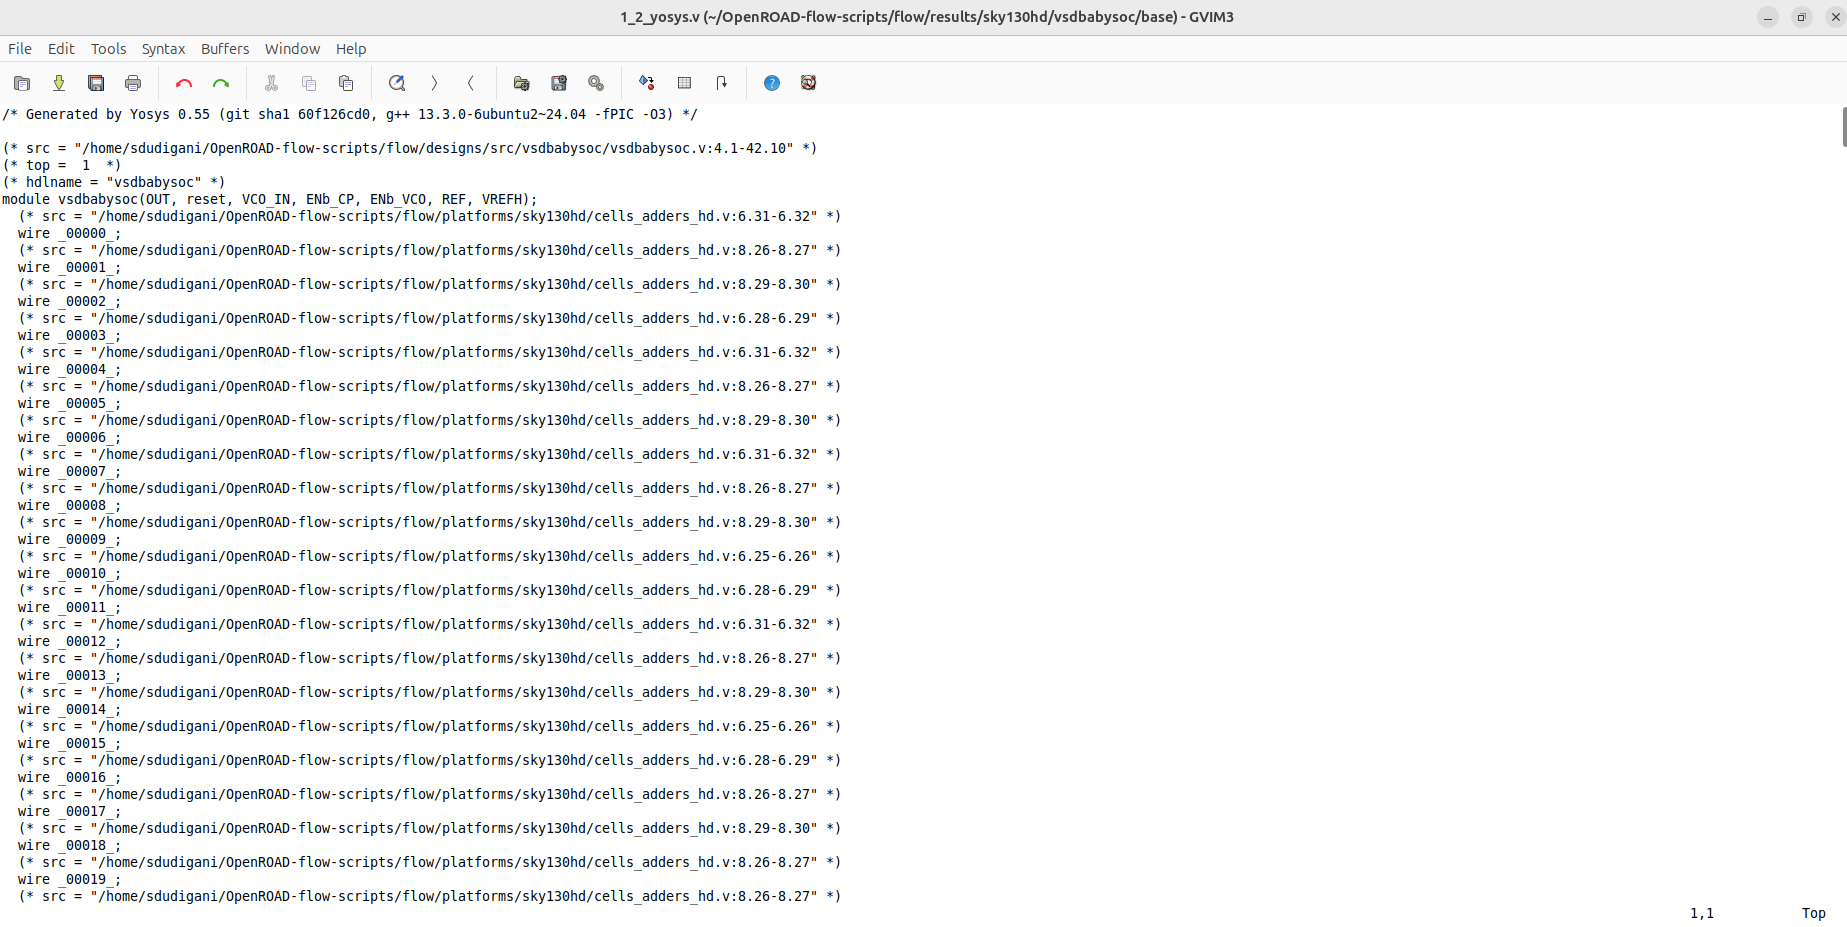 1_2_yosys.v (~/OpenROAD-flow-scripts/flow/results/sky130hd/vsdbabysoc/base) - GVIM3
File Edit Tools Syntax Buffers Window Help
/* Generated by Yosys 0.55 (git sha1 60f126cd0, g++ 13.3.0-6ubuntu2~24.04 -fPIC -O3) */
(* src = "/home/sdudigani/OpenROAD-flow-scripts/flow/designs/src/vsdbabysoc/vsdbabysoc.v:4.1-42.10" *)
(* top =  1  *)
(* hdlname = "vsdbabysoc" *)
module vsdbabysoc(OUT, reset, VCO_IN, ENb_CP, ENb_VCO, REF, VREFH);
  (* src = "/home/sdudigani/OpenROAD-flow-scripts/flow/platforms/sky130hd/cells_adders_hd.v:6.31-6.32" *)
  wire _00000_;
  (* src = "/home/sdudigani/OpenROAD-flow-scripts/flow/platforms/sky130hd/cells_adders_hd.v:8.26-8.27" *)
  wire _00001_;
  (* src = "/home/sdudigani/OpenROAD-flow-scripts/flow/platforms/sky130hd/cells_adders_hd.v:8.29-8.30" *)
  wire _00002_;
  (* src = "/home/sdudigani/OpenROAD-flow-scripts/flow/platforms/sky130hd/cells_adders_hd.v:6.28-6.29" *)
  wire _00003_;
  (* src = "/home/sdudigani/OpenROAD-flow-scripts/flow/platforms/sky130hd/cells_adders_hd.v:6.31-6.32" *)
  wire _00004_;
  (* src = "/home/sdudigani/OpenROAD-flow-scripts/flow/platforms/sky130hd/cells_adders_hd.v:8.26-8.27" *)
  wire _00005_;
  (* src = "/home/sdudigani/OpenROAD-flow-scripts/flow/platforms/sky130hd/cells_adders_hd.v:8.29-8.30" *)
  wire _00006_;
  (* src = "/home/sdudigani/OpenROAD-flow-scripts/flow/platforms/sky130hd/cells_adders_hd.v:6.31-6.32" *)
  wire _00007_;
  (* src = "/home/sdudigani/OpenROAD-flow-scripts/flow/platforms/sky130hd/cells_adders_hd.v:8.26-8.27" *)
  wire _00008_;
  (* src = "/home/sdudigani/OpenROAD-flow-scripts/flow/platforms/sky130hd/cells_adders_hd.v:8.29-8.30" *)
  wire _00009_;
  (* src = "/home/sdudigani/OpenROAD-flow-scripts/flow/platforms/sky130hd/cells_adders_hd.v:6.25-6.26" *)
  wire _00010_;
  (* src = "/home/sdudigani/OpenROAD-flow-scripts/flow/platforms/sky130hd/cells_adders_hd.v:6.28-6.29" *)
  wire _00011_;
  (* src = "/home/sdudigani/OpenROAD-flow-scripts/flow/platforms/sky130hd/cells_adders_hd.v:6.31-6.32" *)
  wire _00012_;
  (* src = "/home/sdudigani/OpenROAD-flow-scripts/flow/platforms/sky130hd/cells_adders_hd.v:8.26-8.27" *)
  wire _00013_;
  (* src = "/home/sdudigani/OpenROAD-flow-scripts/flow/platforms/sky130hd/cells_adders_hd.v:8.29-8.30" *)
  wire _00014_;
  (* src = "/home/sdudigani/OpenROAD-flow-scripts/flow/platforms/sky130hd/cells_adders_hd.v:6.25-6.26" *)
  wire _00015_;
  (* src = "/home/sdudigani/OpenROAD-flow-scripts/flow/platforms/sky130hd/cells_adders_hd.v:6.28-6.29" *)
  wire _00016_;
  (* src = "/home/sdudigani/OpenROAD-flow-scripts/flow/platforms/sky130hd/cells_adders_hd.v:8.26-8.27" *)
  wire _00017_;
  (* src = "/home/sdudigani/OpenROAD-flow-scripts/flow/platforms/sky130hd/cells_adders_hd.v:8.29-8.30" *)
  wire _00018_;
  (* src = "/home/sdudigani/OpenROAD-flow-scripts/flow/platforms/sky130hd/cells_adders_hd.v:8.26-8.27" *)
  wire _00019_;
  (* src = "/home/sdudigani/OpenROAD-flow-scripts/flow/platforms/sky130hd/cells_adders_hd.v:8.26-8.27" *)
1,1 Top